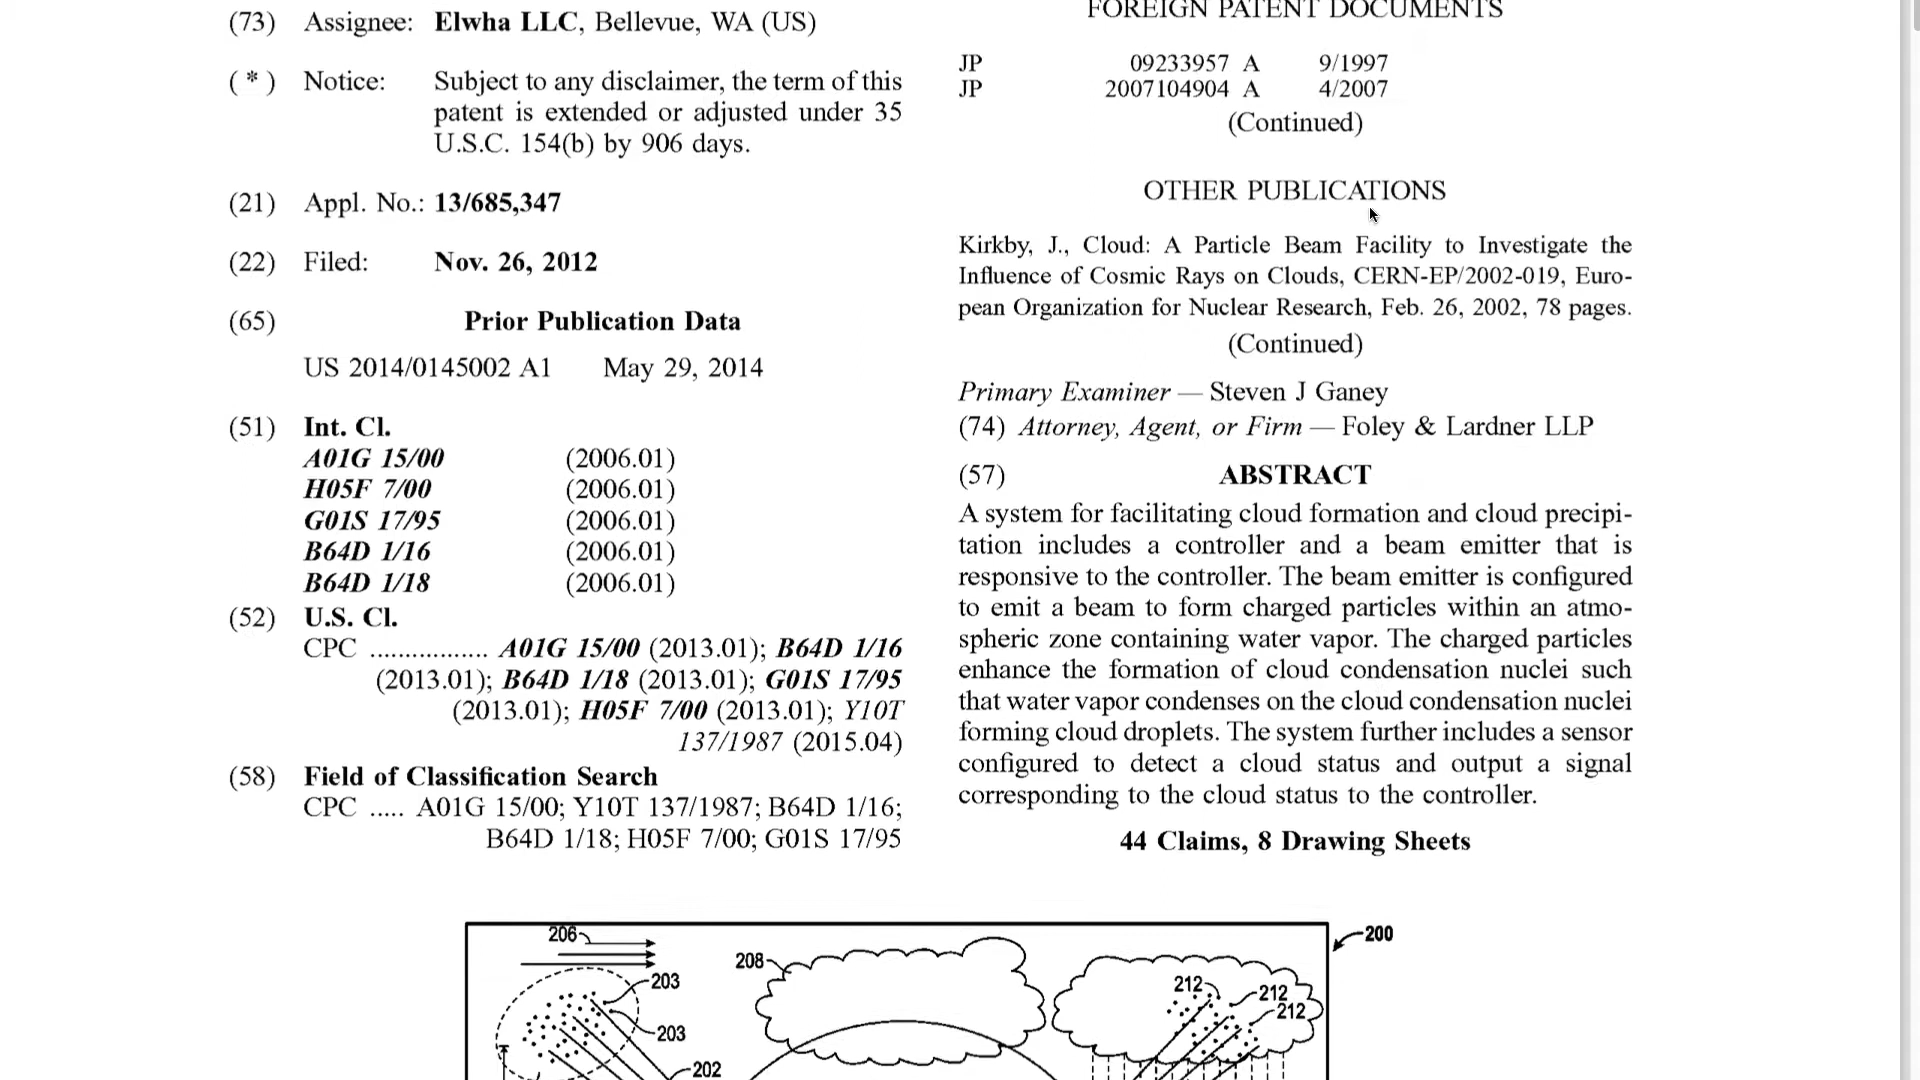 (73) Assignee: Elwha LLC, Bellevue, WA (US)
( * ) Notice: Subject to any disclaimer, the term of this
patent is extended or adjusted under 35
U.S.C. 154(b) by 906 days.
(21) Appl. No.: 13/685,347
(22) Filed: Nov. 26, 2012
(65) Prior Publication Data
US 2014/0145002 A1 May 29, 2014
(51) Int. Cl.
A01G 15/00 (2006.01)
H05F 7/00 (2006.01)
G01S 17/95 (2006.01)
B64D 1/16 (2006.01)
B64D 1/18 (2006.01)
(52) U.S. Cl.
CPC ................. A01G 15/00 (2013.01); B64D 1/16
(2013.01); B64D 1/18 (2013.01); G01S 17/95
(2013.01); H05F 7/00 (2013.01); Y10T
137/1987 (2015.04)
(58) Field of Classification Search
CPC ..... A01G 15/00; Y10T 137/1987; B64D 1/16;
B64D 1/18; H05F 7/00; G01S 17/95
FOREIGN PATENT DOCUMENTS
JP 09233957 A 9/1997
JP 2007104904 A 4/2007
(Continued)
OTHER PUBLICATIONS
Kirkby, J., Cloud: A Particle Beam Facility to Investigate the
Influence of Cosmic Rays on Clouds, CERN-EP/2002-019, Euro-
pean Organization for Nuclear Research, Feb. 26, 2002, 78 pages.
(Continued)
Primary Examiner — Steven J Ganey
(74) Attorney, Agent, or Firm — Foley & Lardner LLP
(57) ABSTRACT
A system for facilitating cloud formation and cloud precipi-
tation includes a controller and a beam emitter that is
responsive to the controller. The beam emitter is configured
to emit a beam to form charged particles within an atmo-
spheric zone containing water vapor. The charged particles
enhance the formation of cloud condensation nuclei such
that water vapor condenses on the cloud condensation nuclei
forming cloud droplets. The system further includes a sensor
configured to detect a cloud status and output a signal
corresponding to the cloud status to the controller.
44 Claims, 8 Drawing Sheets
206
200
208
203
212
212
212
203
202